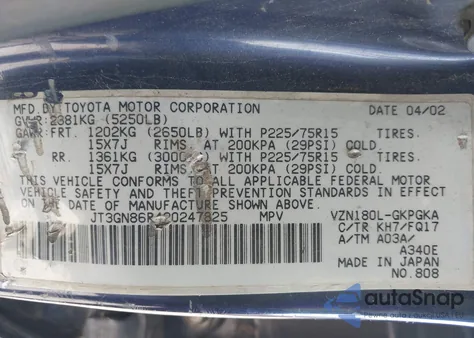 MFD.BY:TOYOTA MOTOR CORPORATION DATE 04/02
GVWR:2381KG (5250LB)
GAWR:FRT. 1202KG (2650LB) WITH P225/75R15 TIRES.
15X7J RIMS, AT 200KPA (29PSI) COLD.
RR. 1361KG (3000LB) WITH P225/75R15 TIRES.
15X7J RIMS, AT 200KPA (29PSI) COLD.
THIS VEHICLE CONFORMS TO ALL APPLICABLE FEDERAL MOTOR
VEHICLE SAFETY AND THEFT PREVENTION STANDARDS IN EFFECT
ON THE DATE OF MANUFACTURE SHOWN ABOVE.
MPV VZN180L-GKPGKA
C/TR KH7/FQ17
A/TM A03A/
A340E
MADE IN JAPAN
NO.808
autoSnap